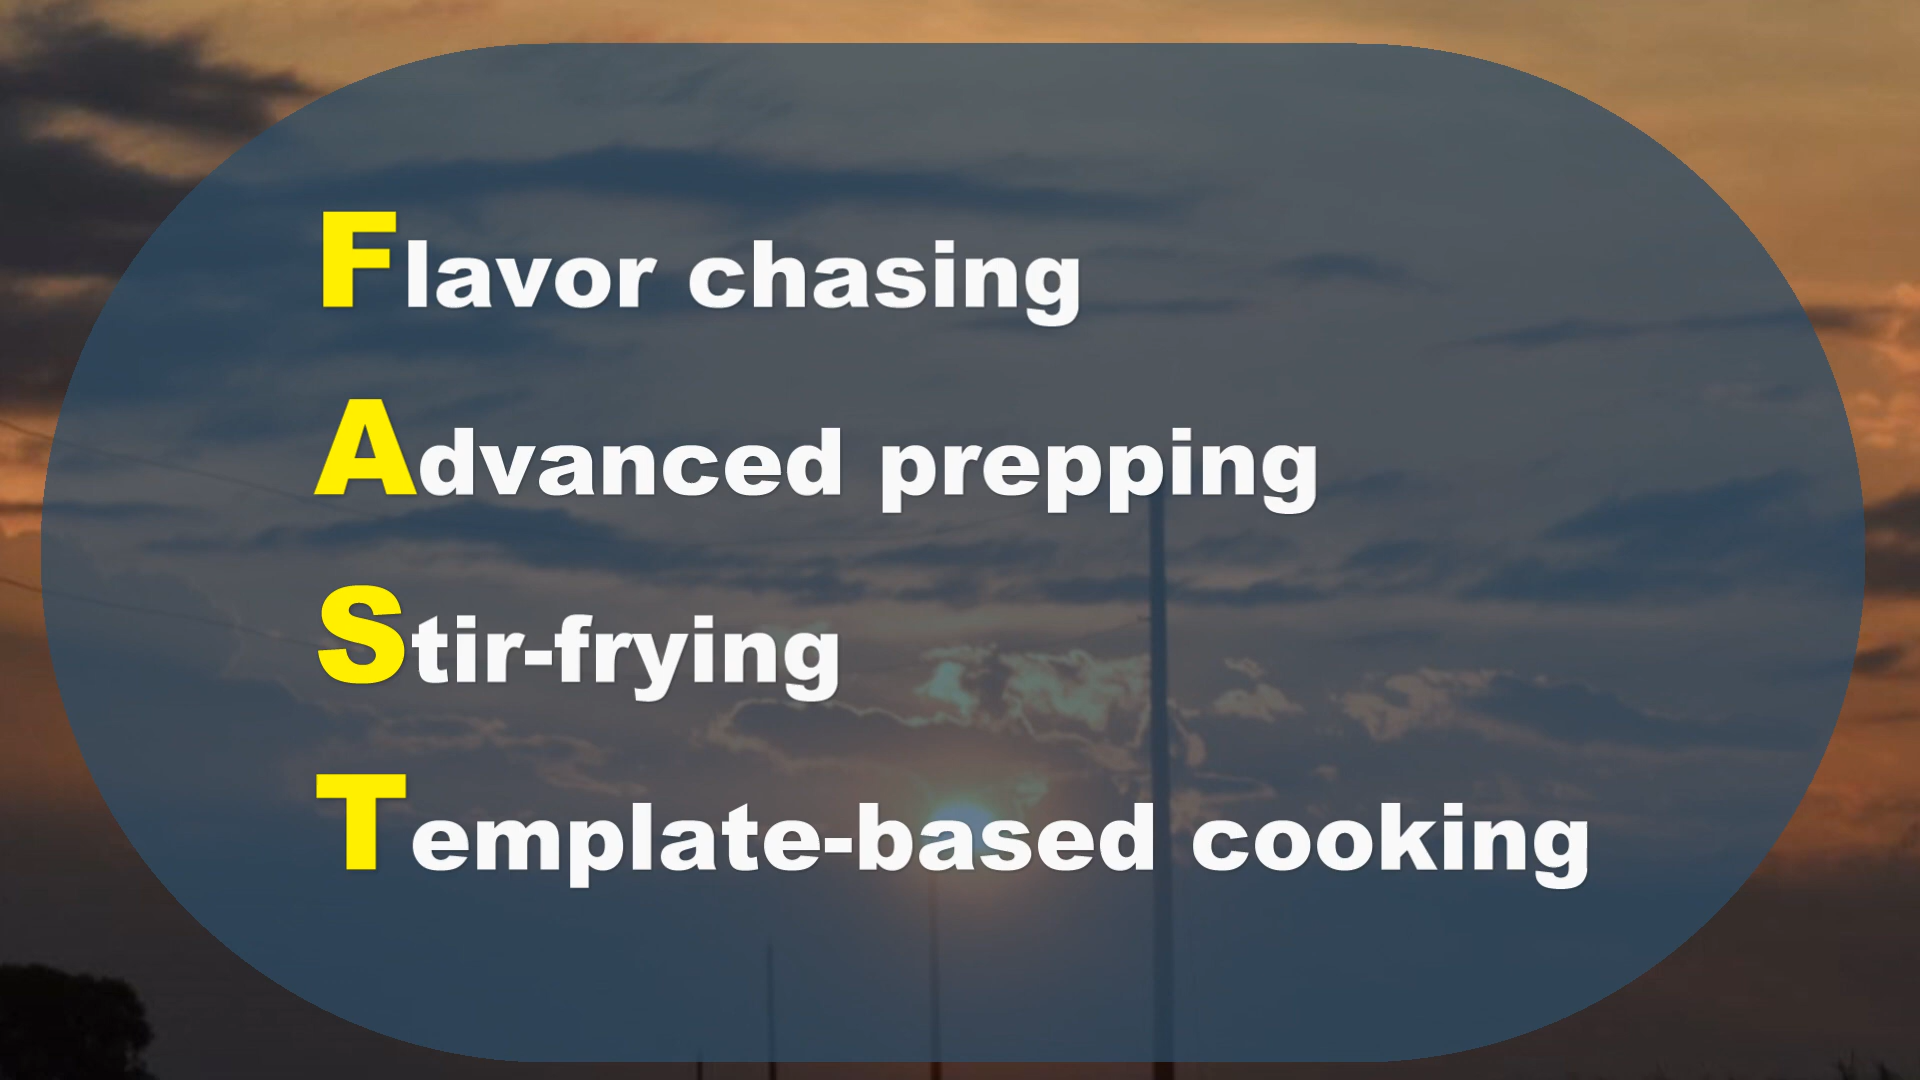 Flavor chasing
Advanced prepping
Stir-frying
Template-based cooking